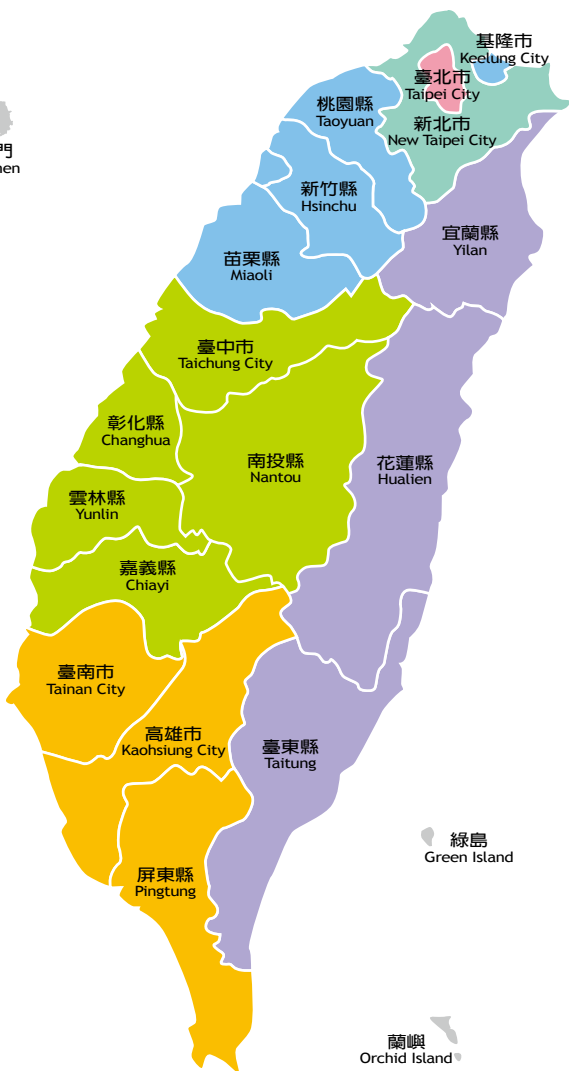 基隆市
Keelung City
臺北市
Taipei City
桃園縣
Taoyuan
新北市
New Taipei City
門
新竹縣
Hsinchu
宜蘭縣
Yilan
苗栗縣
Miaoli
臺中市
Taichung City
彰化縣
Changhua
南投縣
Nantou
花蓮縣
Hualien
雲林縣
Yunlin
嘉義縣
Chiayi
臺南市
Tainan City
高雄市
Kaohsiung City
臺東縣
Taitung
綠島
Green Island
屏東縣
Pingtung
蘭嶼
Orchid Island